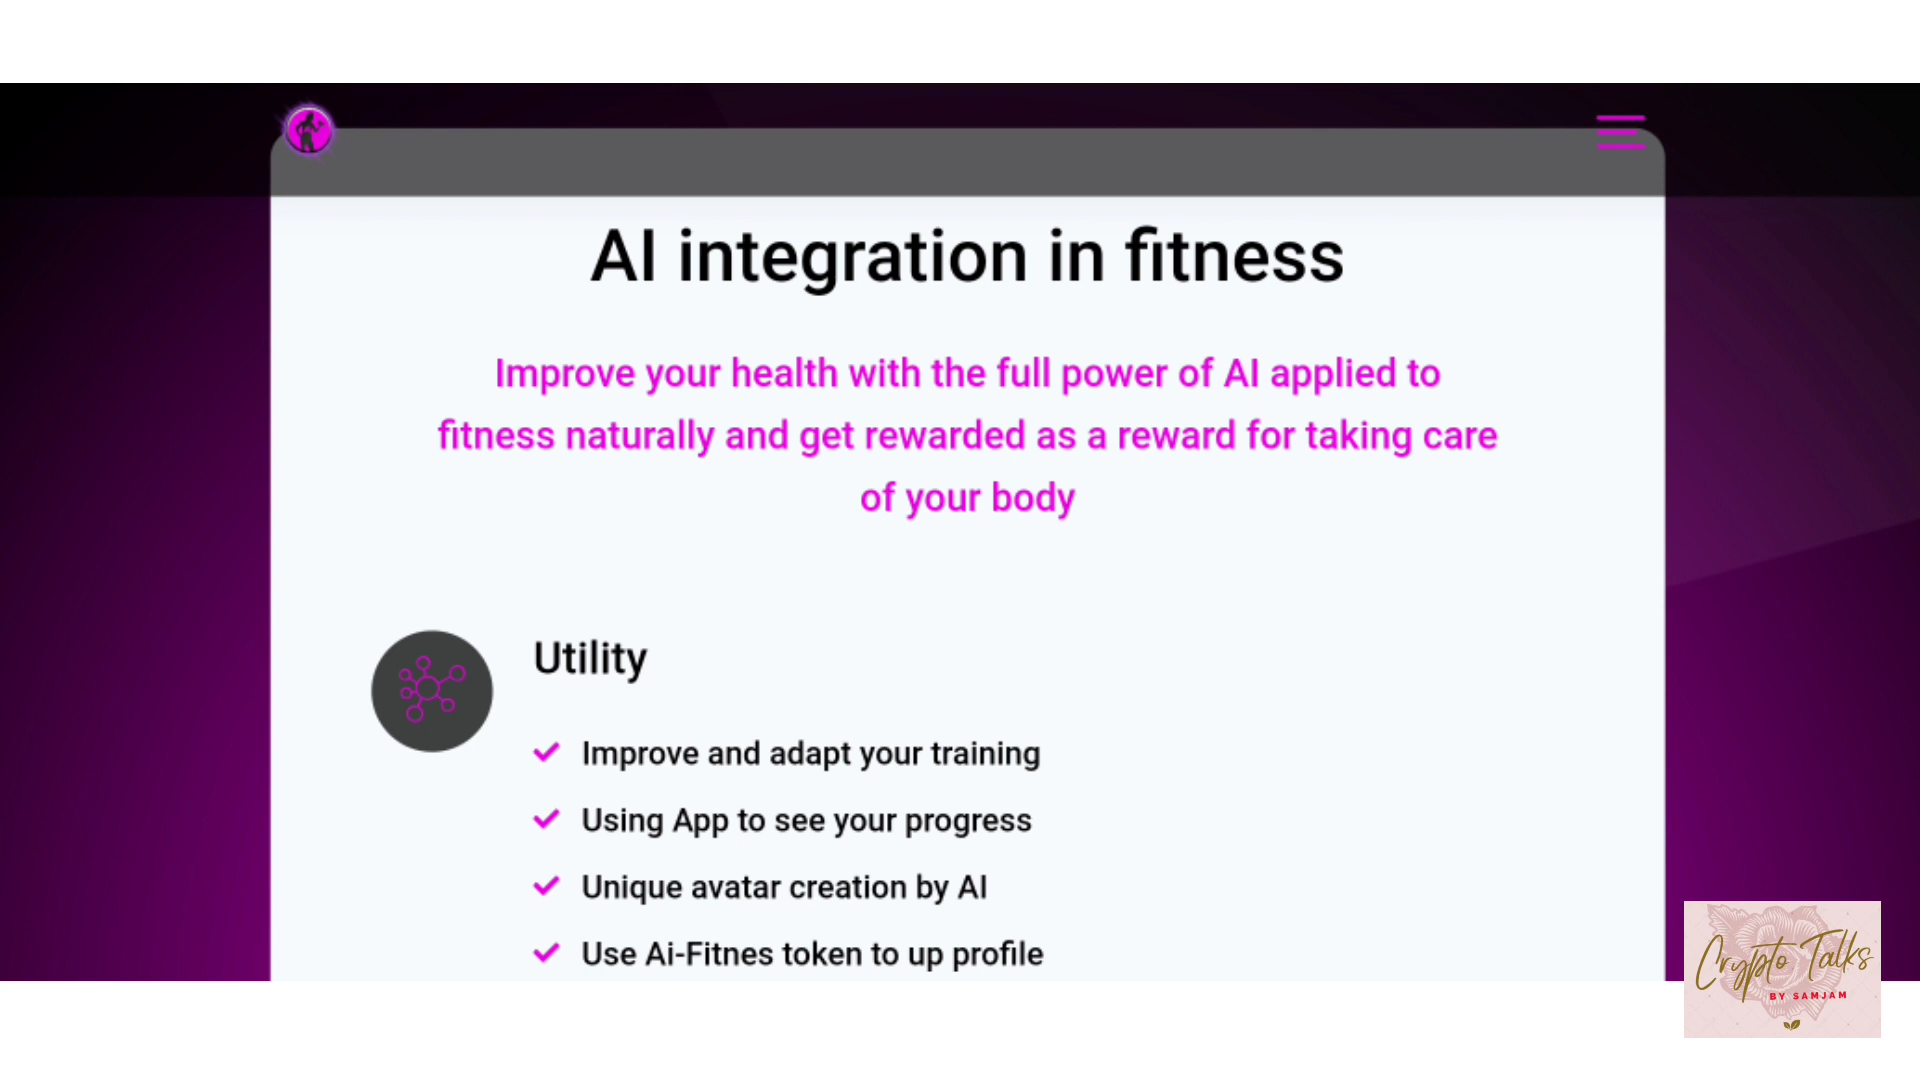 AI integration in fitness
Improve your health with the full power of AI applied to
fitness naturally and get rewarded as a reward for taking care
of your body
Utility
Improve and adapt your training
Using App to see your progress
Unique avatar creation by AI
Use Ai-Fitnes token to up profile
Crypto Talks
BY SAMJAM